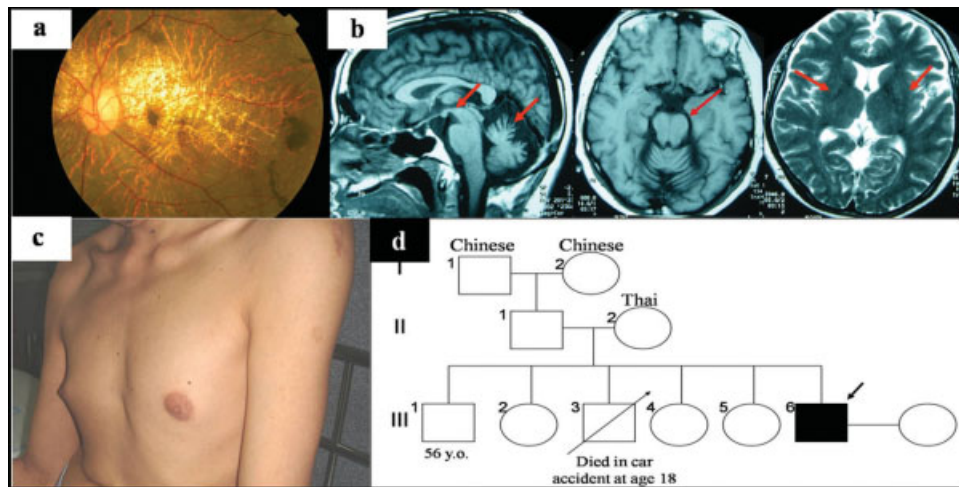 a
b
c
d
Chinese Chinese
1 2
I
Thai
II
1 2
III
1 2 3 4 5 6
56 y.o.
Died in car
accident at age 18